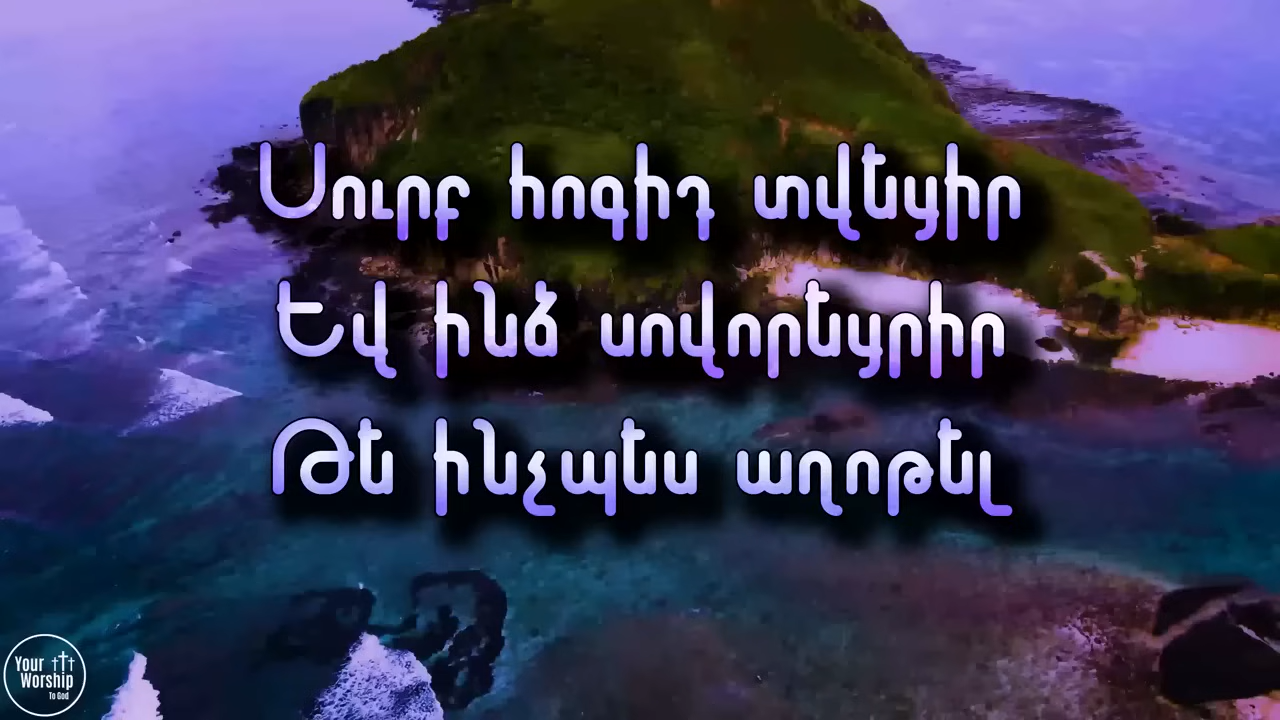 Սուրբ հոգիդ տվեցիր
Եվ ինձ սովորեցրիր
Թե ինչպես աղոթել
Your
Worship
To God